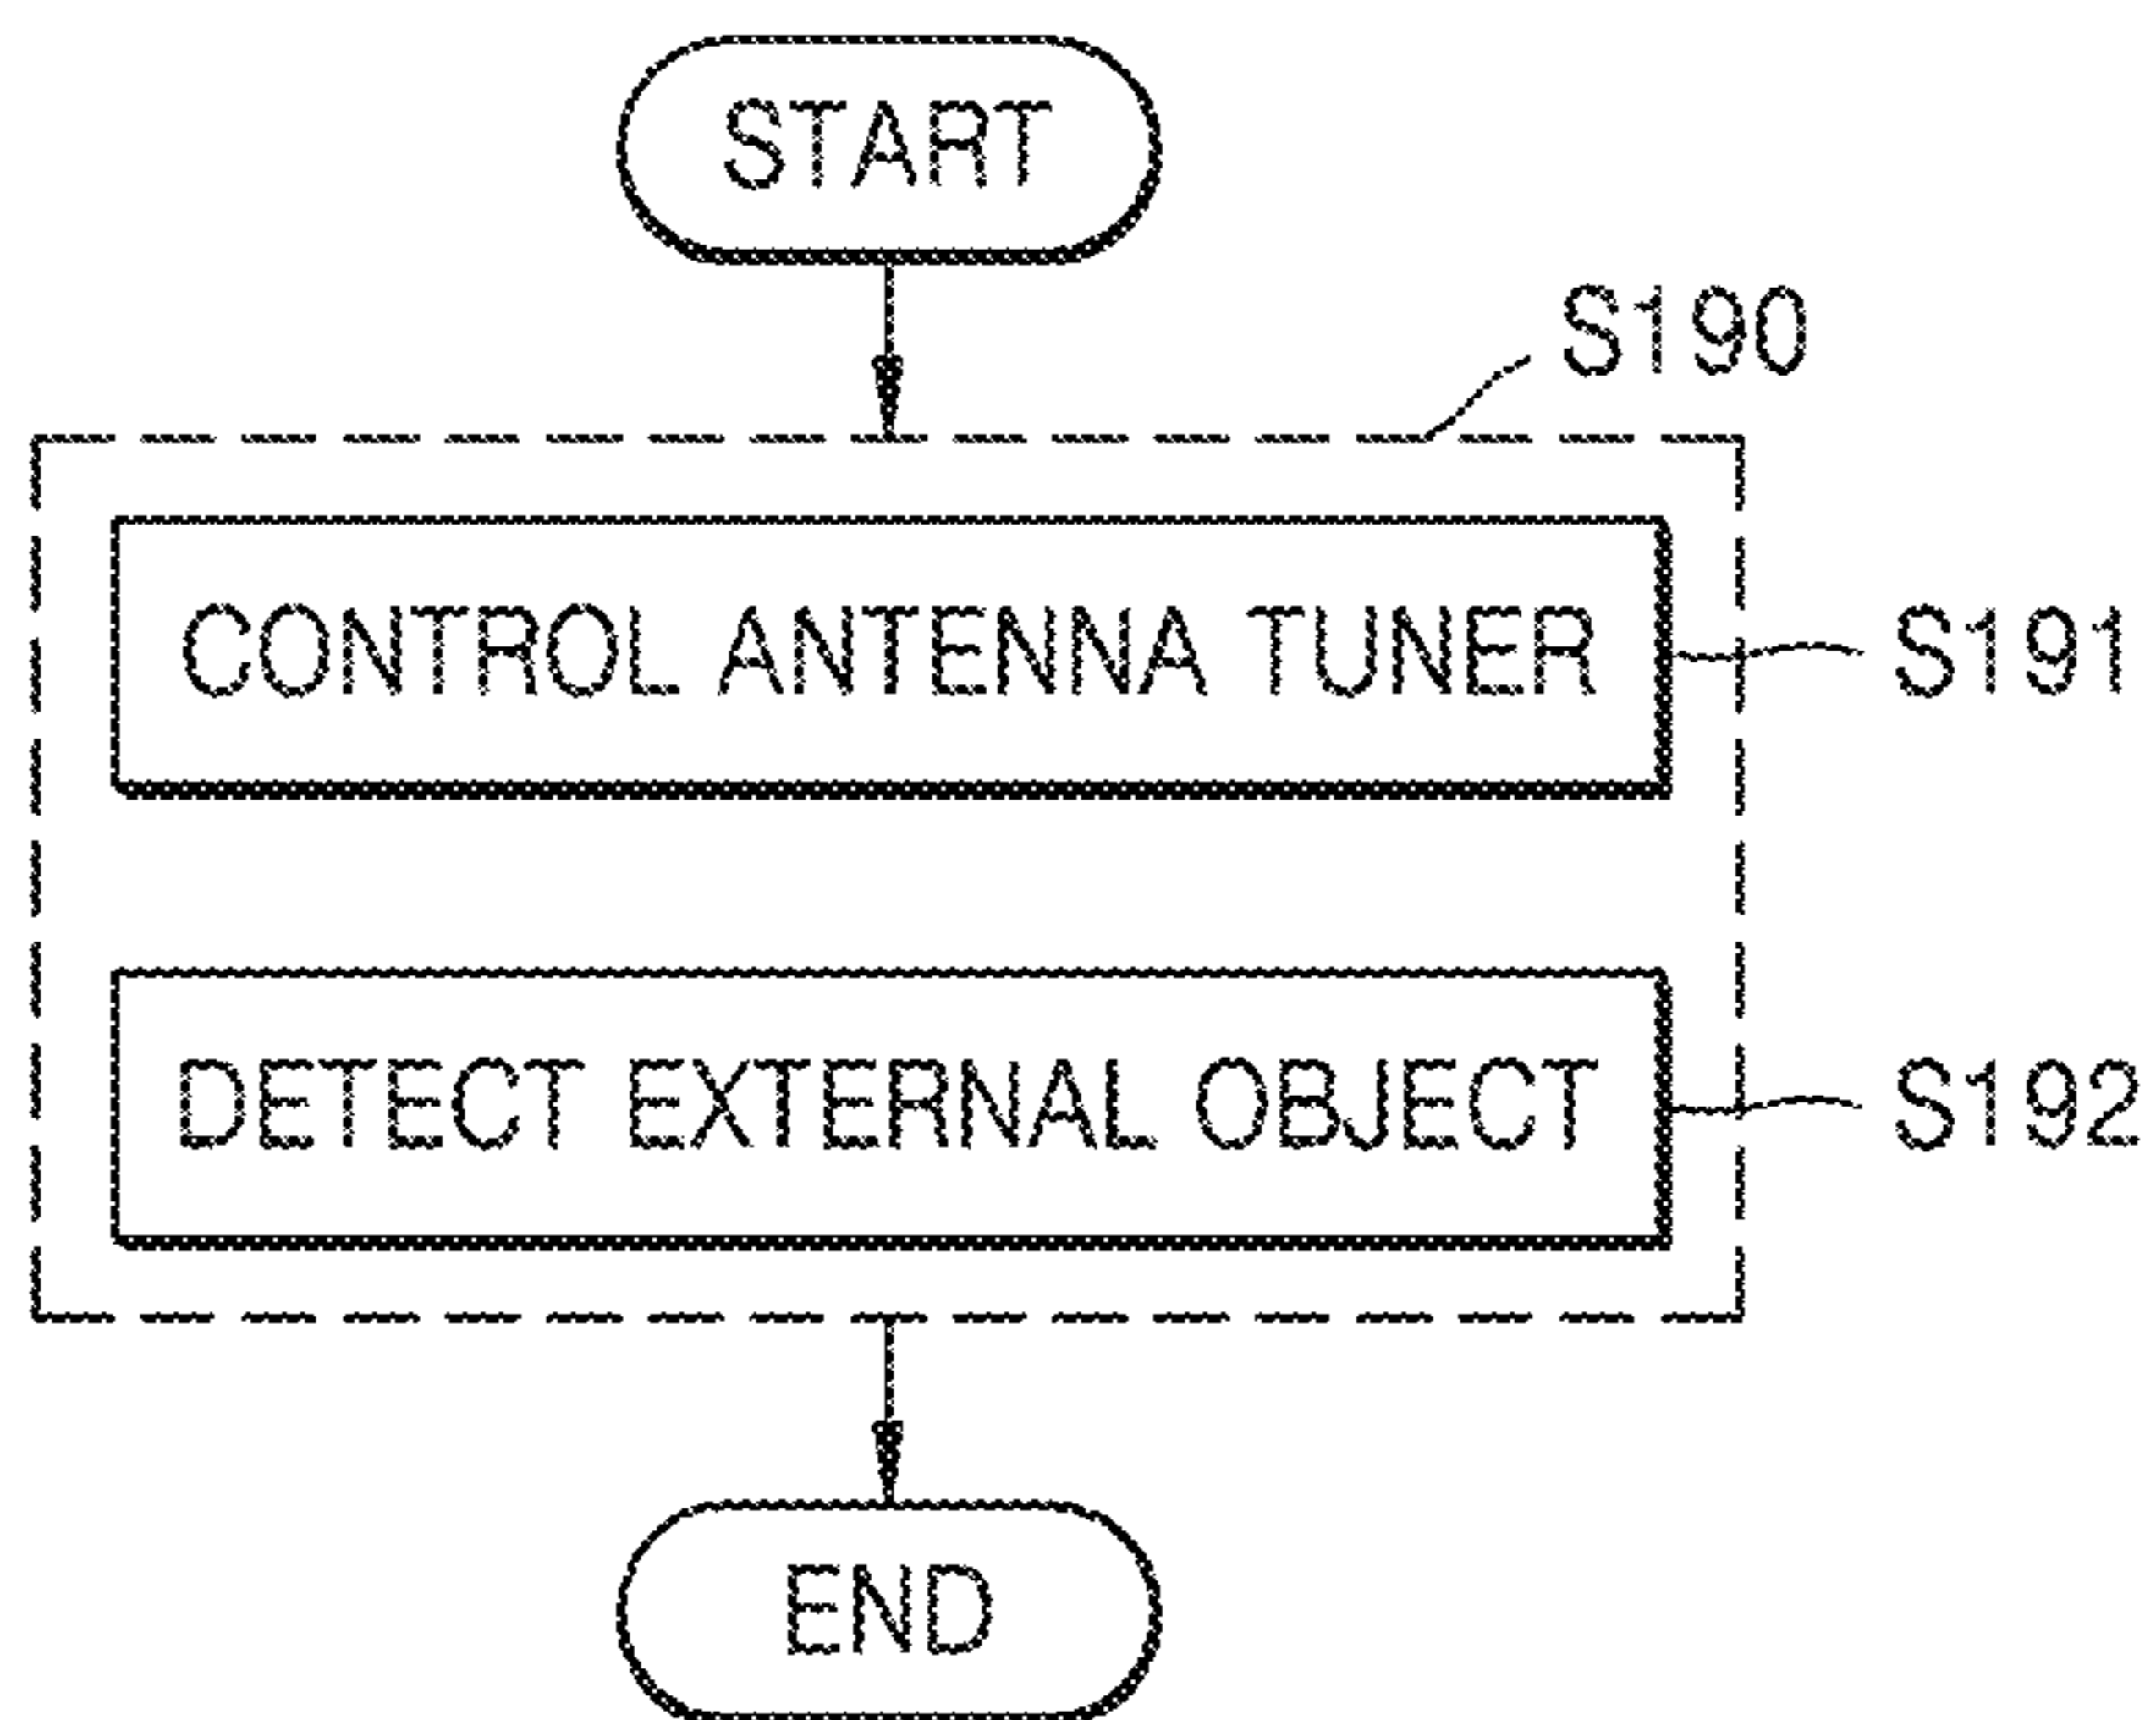 START
S190
CONTROL ANTENNA TUNER
S191
DETECT EXTERNAL OBJECT
S192
END